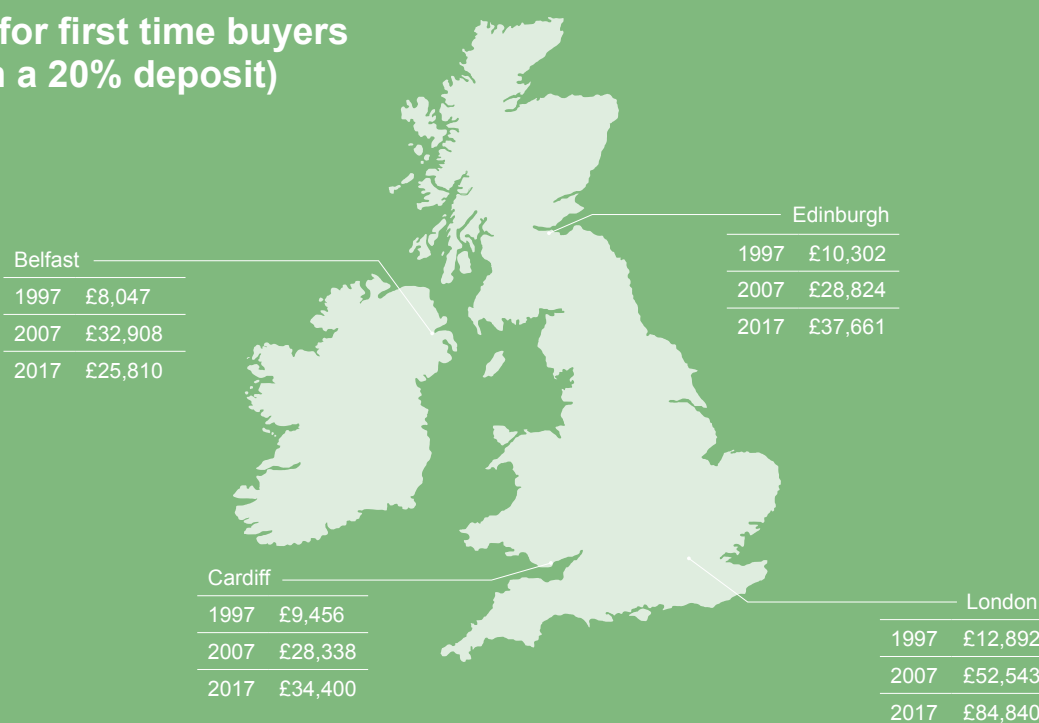 for first time buyers
a 20% deposit)
Edinburgh
1997 £10,302
2007 £28,824
2017 £37,661
Belfast
1997 £8,047
2007 £32,908
2017 £25,810
Cardiff
1997 £9,456
2007 £28,338
2017 £34,400
London
1997 £12,892
2007 £52,543
2017 £84,840